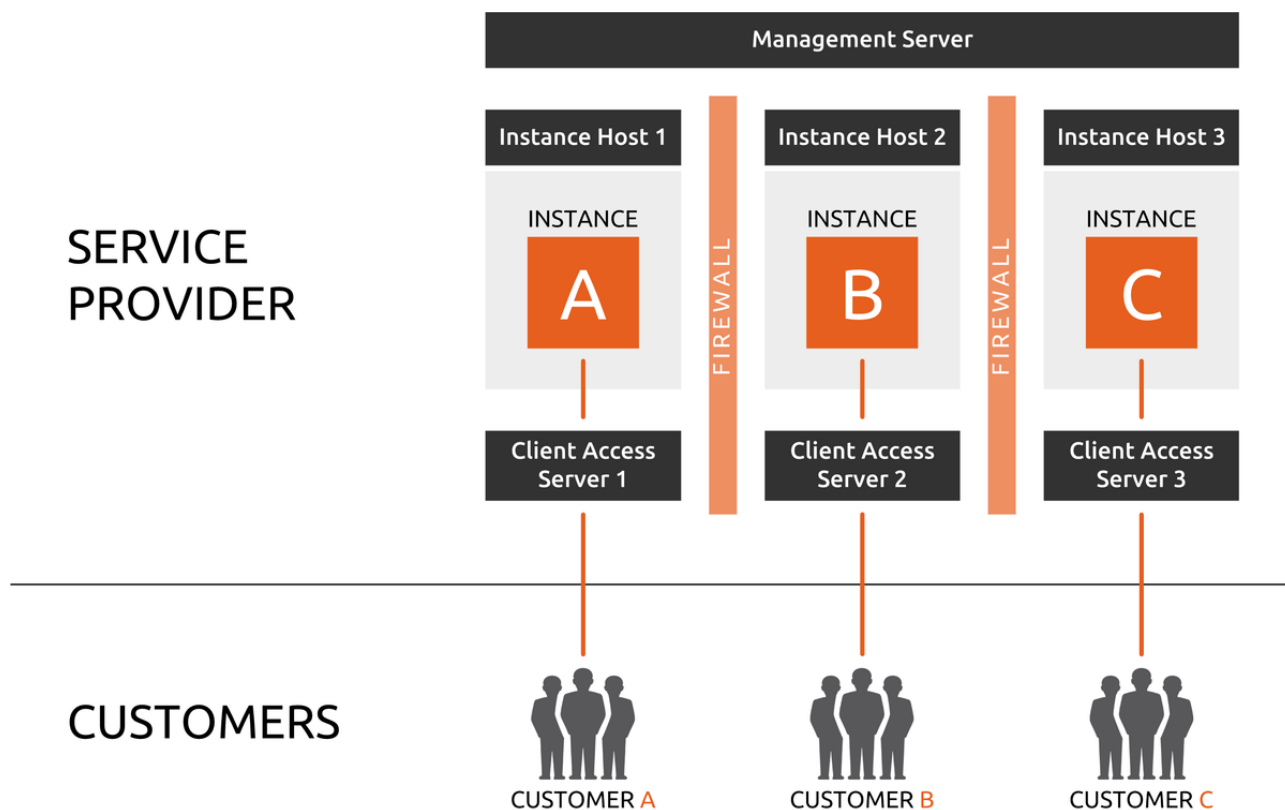 Management Server
Instance Host 1
Instance Host 2
Instance Host 3
SERVICE
PROVIDER
INSTANCE
A
INSTANCE
B
INSTANCE
C
FIREWALL
FIREWALL
Client Access
Server 1
Client Access
Server 2
Client Access
Server 3
CUSTOMERS
CUSTOMER A
CUSTOMER B
CUSTOMER C